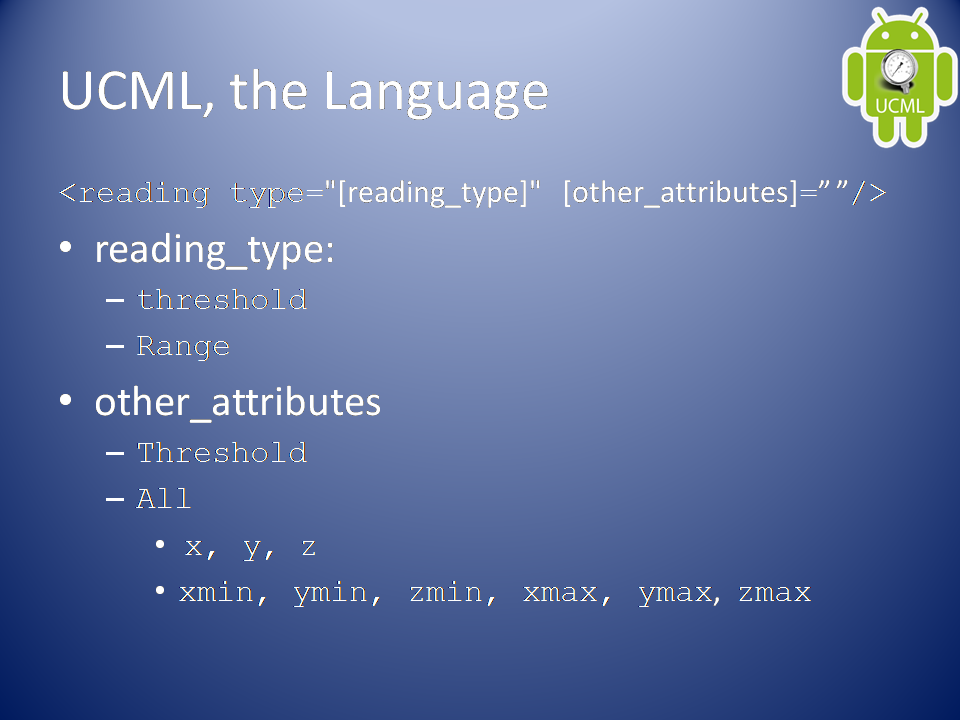 UCML, the Language
UCML
<reading type="[reading_type]" [other_attributes]=” ”/>
• reading_type:
– threshold
– Range
• other_attributes
– Threshold
– All
• x, y, z
• xmin, ymin, zmin, xmax, ymax, zmax